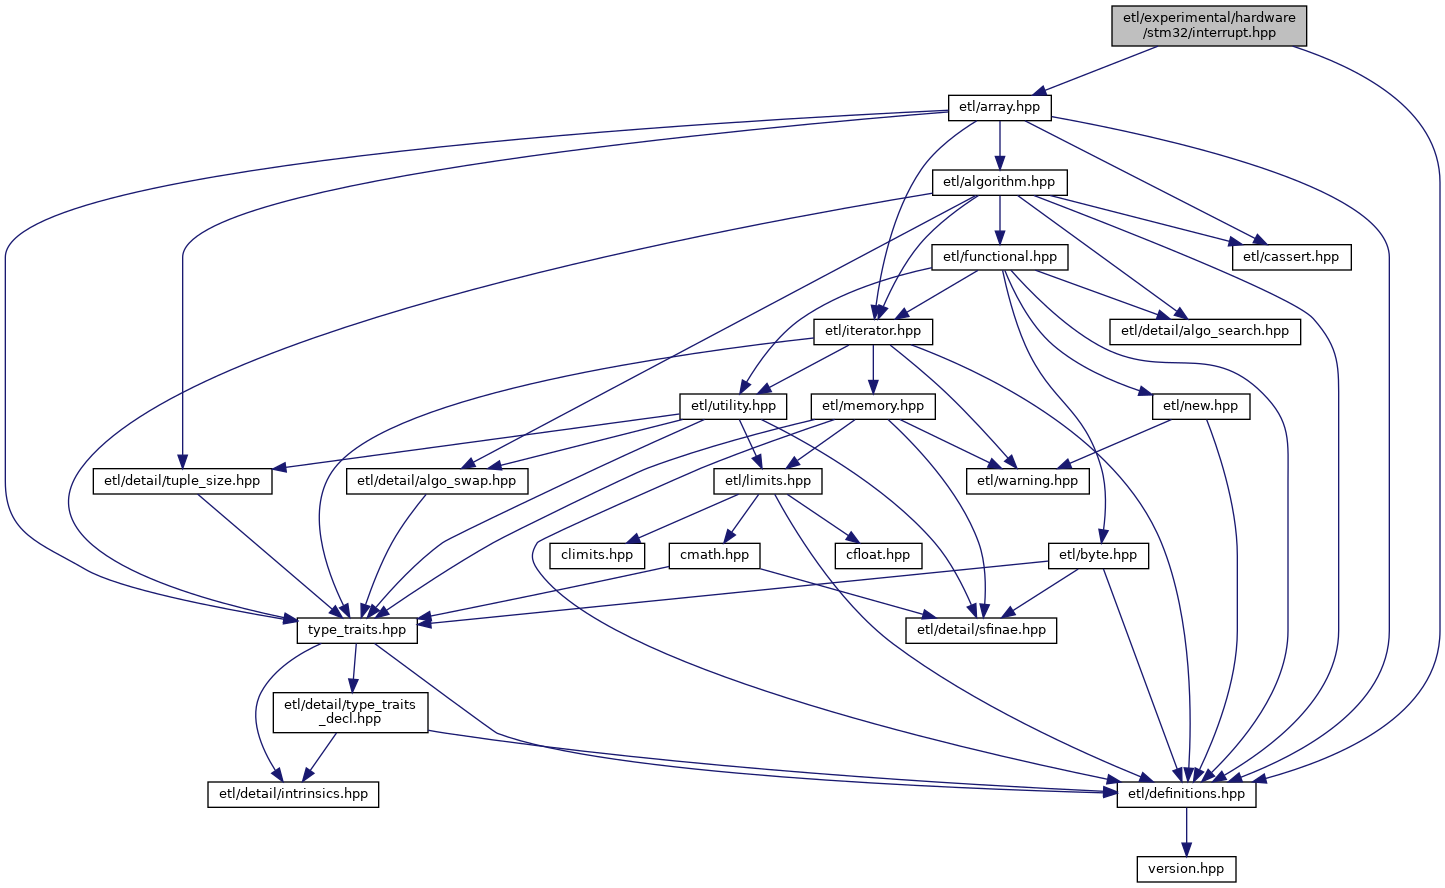 etl/experimental/hardware
/stm32/interrupt.hpp
etl/array.hpp
etl/algorithm.hpp
etl/functional.hpp
etl/cassert.hpp
etl/iterator.hpp
etl/detail/algo_search.hpp
etl/utility.hpp
etl/memory.hpp
etl/new.hpp
etl/detail/tuple_size.hpp
etl/detail/algo_swap.hpp
etl/limits.hpp
etl/warning.hpp
climits.hpp
cmath.hpp
cfloat.hpp
etl/byte.hpp
type_traits.hpp
etl/detail/sfinae.hpp
etl/detail/type_traits
_decl.hpp
etl/detail/intrinsics.hpp
etl/definitions.hpp
version.hpp